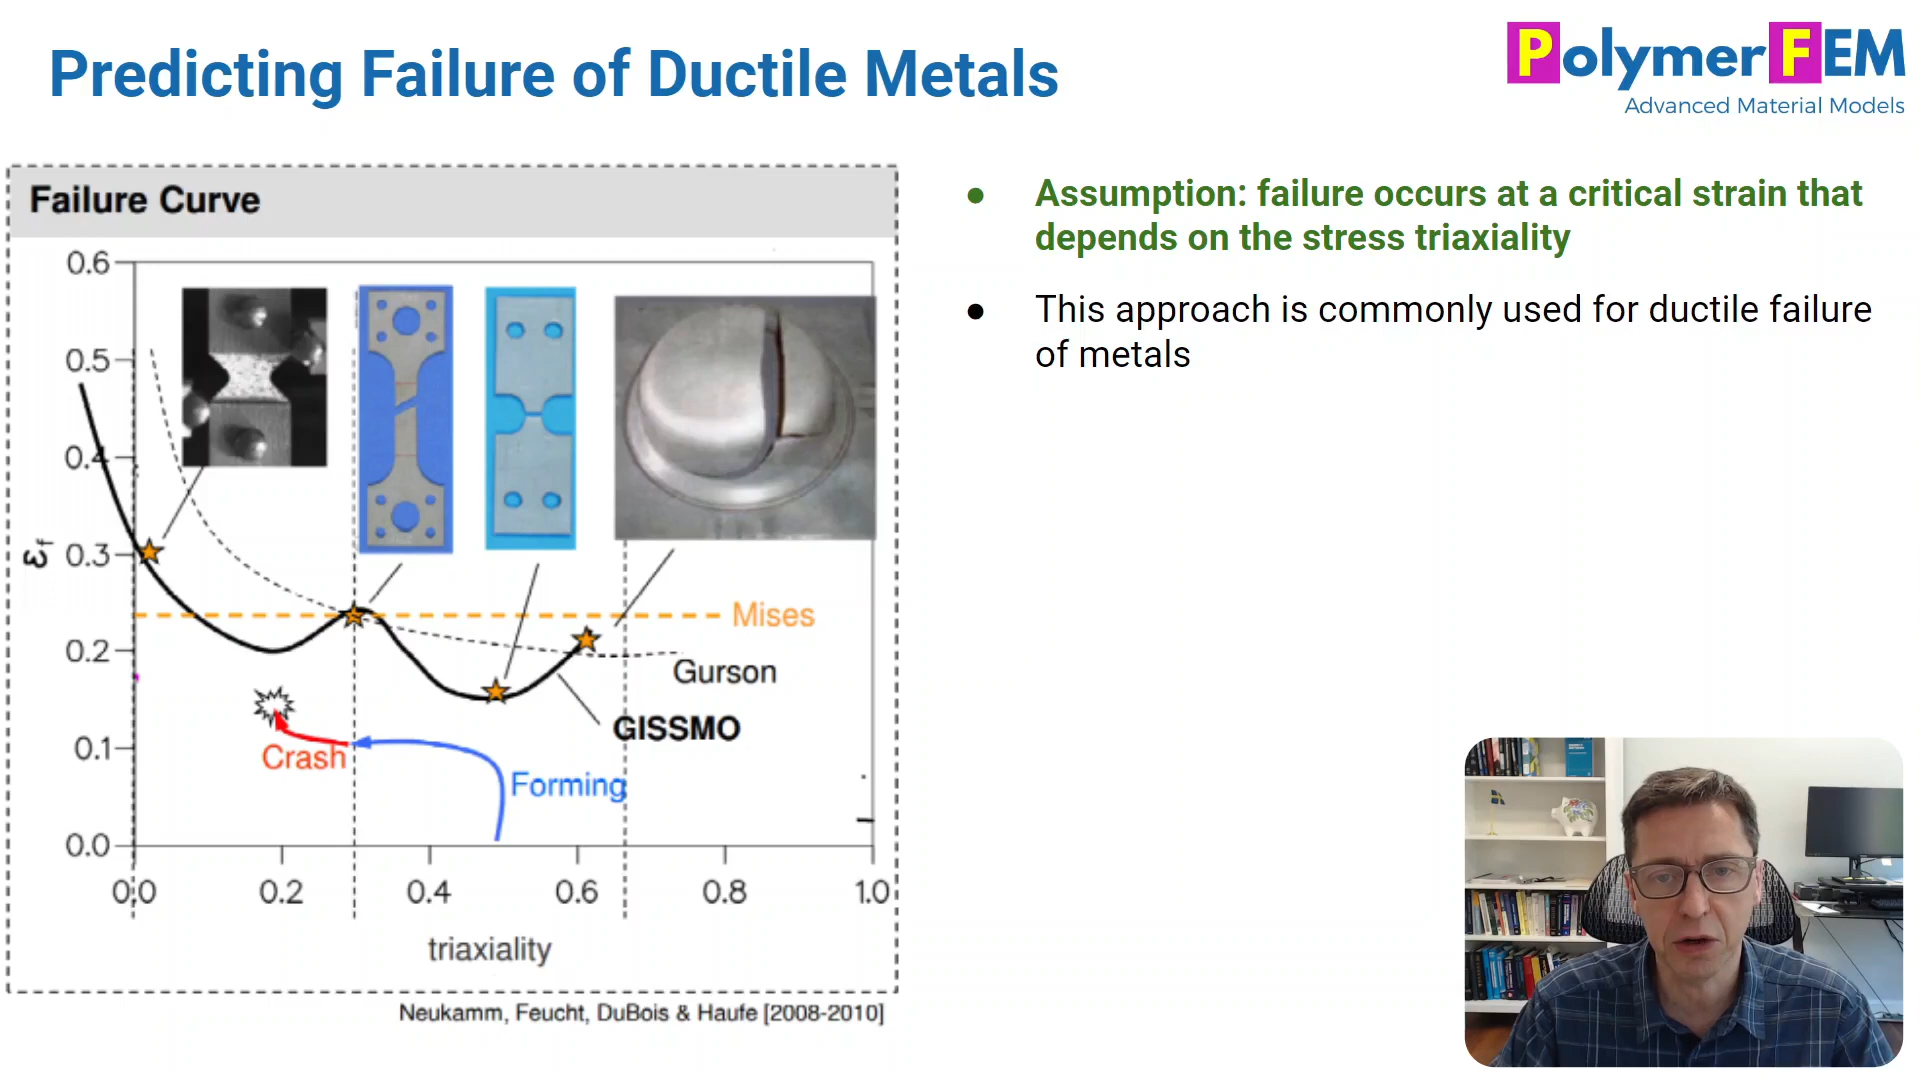 Predicting Failure of Ductile Metals
PolymerFEM
Advanced Material Models
Failure Curve
0.6
0.5
0.4
0.3
0.2
0.1
0.0
εf
0.0
0.2
0.4
0.6
0.8
1.0
triaxiality
Mises
Gurson
GISSMO
Crash
Forming
Neukamm, Feucht, DuBois & Haufe [2008-2010]
● Assumption: failure occurs at a critical strain that
depends on the stress triaxiality
● This approach is commonly used for ductile failure
of metals